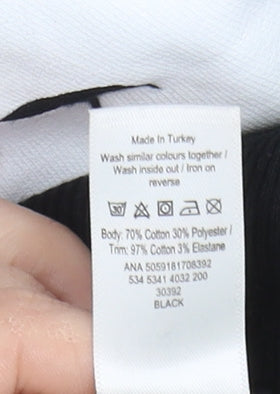 Made In Turkey
Wash similar colours together /
Wash inside out / Iron on
reverse
30
Body: 70% Cotton 30% Polyester /
Trim: 97% Cotton 3% Elastane
ANA 5059181708392
534 5341 4032 200
30392
BLACK